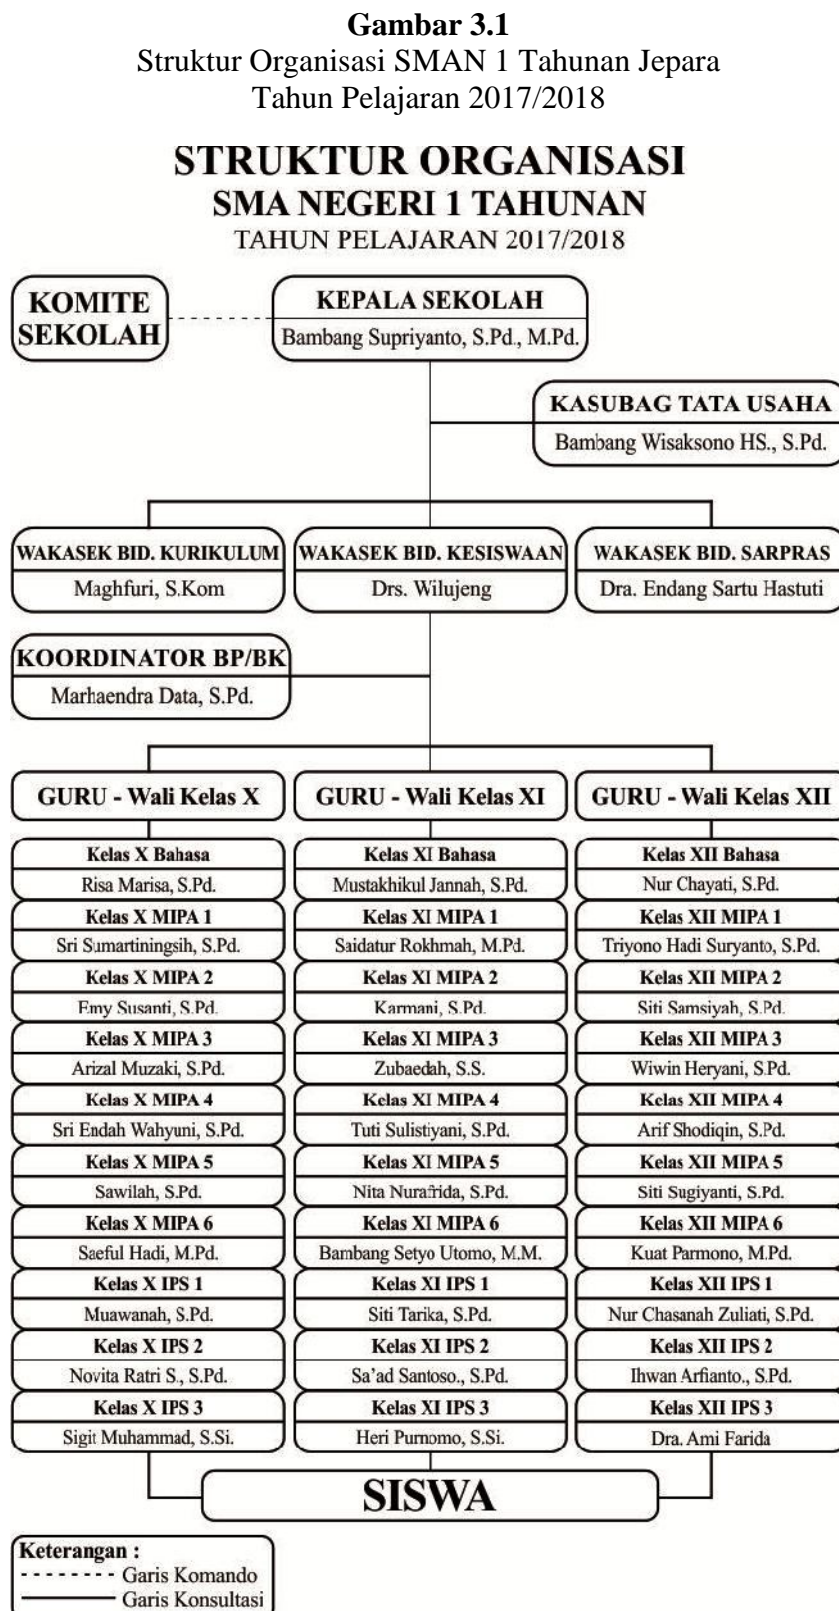 Gambar 3.1
Struktur Organisasi SMAN 1 Tahunan Jepara
Tahun Pelajaran 2017/2018
STRUKTUR ORGANISASI
SMA NEGERI 1 TAHUNAN
TAHUN PELAJARAN 2017/2018
KOMITE
SEKOLAH
KEPALA SEKOLAH
Bambang Supriyanto, S.Pd., M.Pd.
KASUBAG TATA USAHA
Bambang Wisaksono HS., S.Pd.
WAKASEK BID. KURIKULUM
Maghfuri, S.Kom
WAKASEK BID. KESISWAAN
Drs. Wilujeng
WAKASEK BID. SARPRAS
Dra. Endang Sartu Hastuti
KOORDINATOR BP/BK
Marhaendra Data, S.Pd.
GURU - Wali Kelas X
Kelas X Bahasa
Risa Marisa, S.Pd.
Kelas X MIPA 1
Sri Sumartiningsih, S.Pd.
Kelas X MIPA 2
Emy Susanti, S.Pd.
Kelas X MIPA 3
Arizal Muzaki, S.Pd.
Kelas X MIPA 4
Sri Endah Wahyuni, S.Pd.
Kelas X MIPA 5
Sawilah, S.Pd.
Kelas X MIPA 6
Saeful Hadi, M.Pd.
Kelas X IPS 1
Muawanah, S.Pd.
Kelas X IPS 2
Novita Ratri S., S.Pd.
Kelas X IPS 3
Sigit Muhammad, S.Si.
GURU - Wali Kelas XI
Kelas XI Bahasa
Mustakhikul Jannah, S.Pd.
Kelas XI MIPA 1
Saidatur Rokhmah, M.Pd.
Kelas XI MIPA 2
Karmani, S.Pd.
Kelas XI MIPA 3
Zubaedah, S.S.
Kelas XI MIPA 4
Tuti Sulistiyani, S.Pd.
Kelas XI MIPA 5
Nita Nurafrida, S.Pd.
Kelas XI MIPA 6
Bambang Setyo Utomo, M.M.
Kelas XI IPS 1
Siti Tarika, S.Pd.
Kelas XI IPS 2
Sa'ad Santoso., S.Pd.
Kelas XI IPS 3
Heri Purnomo, S.Si.
GURU - Wali Kelas XII
Kelas XII Bahasa
Nur Chayati, S.Pd.
Kelas XII MIPA 1
Triyono Hadi Suryanto, S.Pd.
Kelas XII MIPA 2
Siti Samsiyah, S.Pd.
Kelas XII MIPA 3
Wiwin Heryani, S.Pd.
Kelas XII MIPA 4
Arif Shodiqin, S.Pd.
Kelas XII MIPA 5
Siti Sugiyanti, S.Pd.
Kelas XII MIPA 6
Kuat Parmono, M.Pd.
Kelas XII IPS 1
Nur Chasanah Zuliati, S.Pd.
Kelas XII IPS 2
Ihwan Arfianto., S.Pd.
Kelas XII IPS 3
Dra. Ami Farida
SISWA
Keterangan :
Garis Komando
Garis Konsultasi